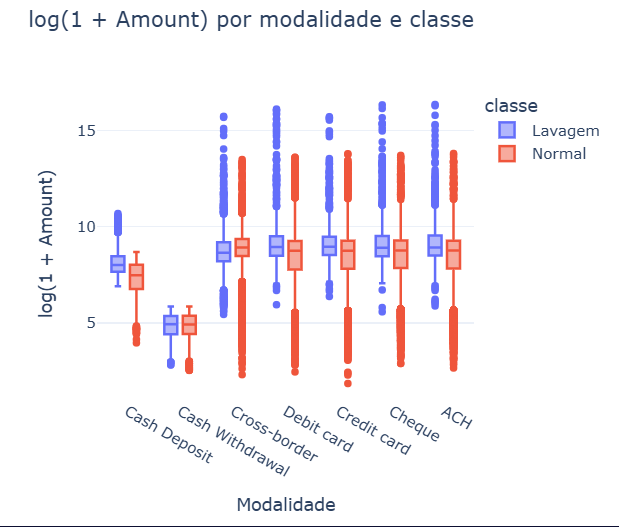 log(1 + Amount) por modalidade e classe
classe
Lavagem
Normal
15
10
5
log(1 + Amount)
Cash Deposit
Cash Withdrawal
Cross-border
Debit card
Credit card
Cheque
ACH
Modalidade